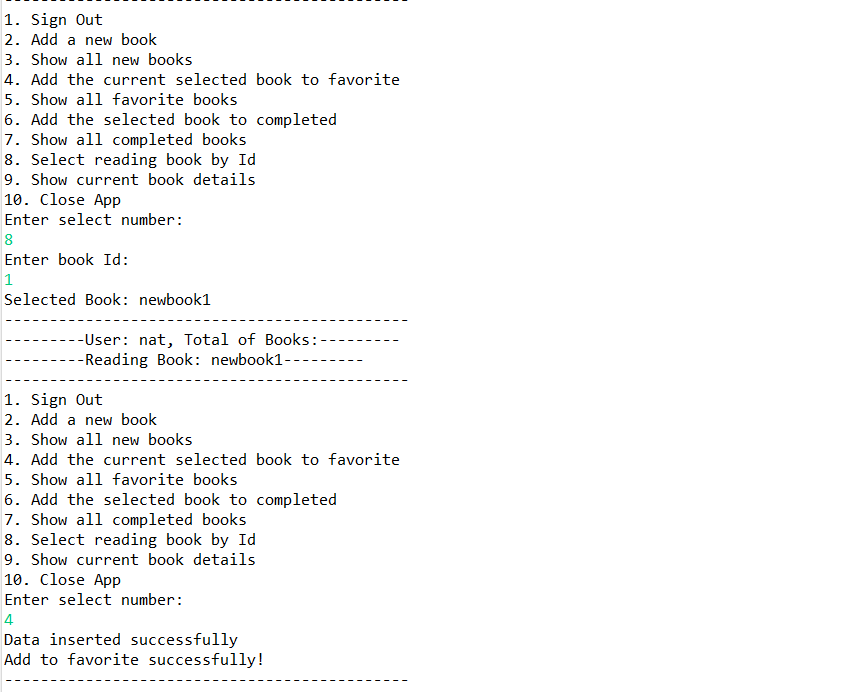 ---------------------------------------------
1. Sign Out
2. Add a new book
3. Show all new books
4. Add the current selected book to favorite
5. Show all favorite books
6. Add the selected book to completed
7. Show all completed books
8. Select reading book by Id
9. Show current book details
10. Close App
Enter select number:
8
Enter book Id:
1
Selected Book: newbook1
---------------------------------------------
---------User: nat, Total of Books:---------
---------Reading Book: newbook1---------
---------------------------------------------
1. Sign Out
2. Add a new book
3. Show all new books
4. Add the current selected book to favorite
5. Show all favorite books
6. Add the selected book to completed
7. Show all completed books
8. Select reading book by Id
9. Show current book details
10. Close App
Enter select number:
4
Data inserted successfully
Add to favorite successfully!
---------------------------------------------